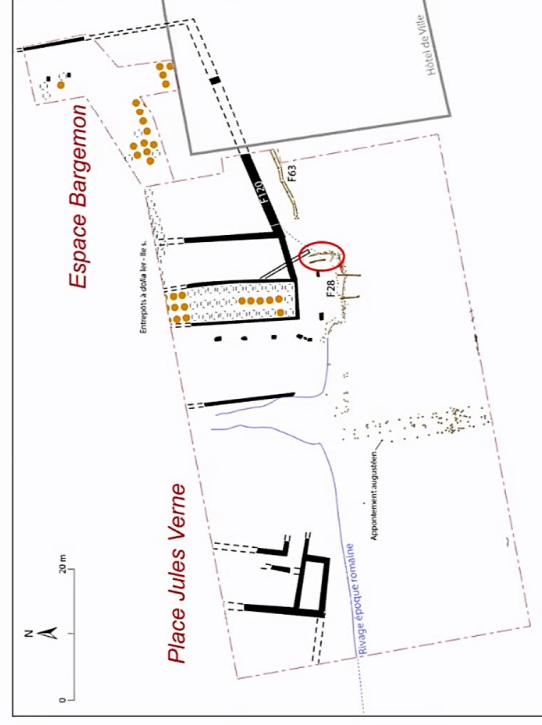 Espace Bargemon
Hôtel de Ville
Entrepôts à dolia Ier - IIe s.
F120
F63
F28
Place Jules Verne
Appontement augustéen
Rivage époque romaine
N
0
20 m